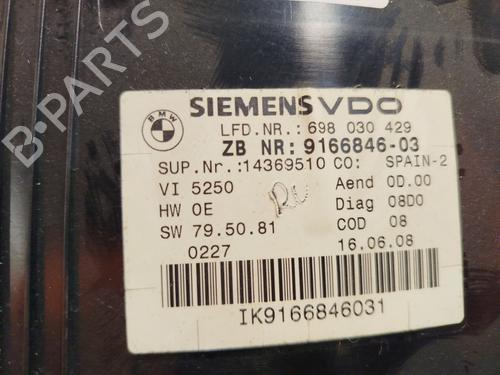 BMW
SIEMENS VDO
LFD.NR.: 698 030 429
ZB NR: 9166846-03
SUP.Nr.:14369510 CO: SPAIN-2
VI 5250 Aend 0D.00
HW 0E Diag 08D0
SW 79.50.81 COD 08
0227 16.06.08
IK9166846031
B-PARTS